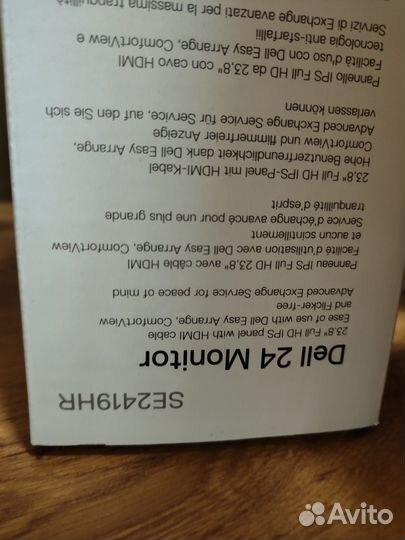 SE2419HR
Dell 24 Monitor
23.8" Full HD IPS panel with HDMI cable
Ease of use with Dell Easy Arrange, ComfortView
and Flicker-free
Advanced Exchange Service for peace of mind
Panneau IPS Full HD 23,8" avec câble HDMI
Facilité d'utilisation avec Dell Easy Arrange, ComfortView
et aucun scintillement
Service d'échange avancé pour une plus grande
tranquillité d'esprit
23,8" Full HD IPS-Panel mit HDMI-Kabel
Hohe Benutzerfreundlichkeit dank Dell Easy Arrange,
ComfortView und flimmerfreier Anzeige
Advanced Exchange Service für Service, auf den Sie sich
verlassen können
Pannello IPS Full HD da 23,8" con cavo HDMI
Facilità d'uso con Dell Easy Arrange, ComfortView e
tecnologia anti-sfarfallii
Servizi di Exchange avanzati per la massima tranquillità
Avito